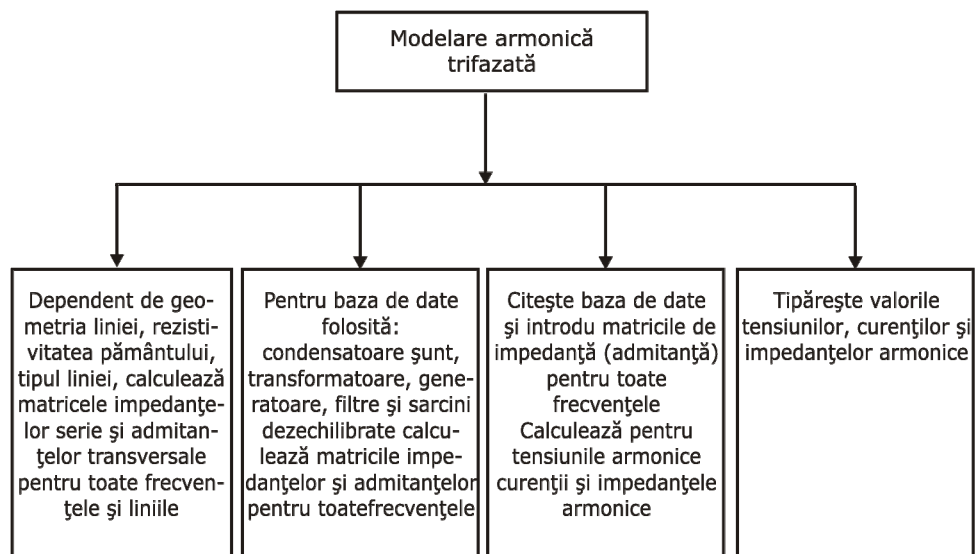 Modelare armonică
trifazată
Dependent de geo-
metria liniei, rezisti-
vitatea pământului,
tipul liniei, calculează
matricele impedanţe-
lor serie şi admitan-
ţelor transversale
pentru toate frecven-
ţele şi liniile
Pentru baza de date
folosită:
condensatoare şunt,
transformatoare, gene-
ratoare, filtre şi sarcini
dezechilibrate calcu-
lează matricile impe-
danţelor şi admitanţelor
pentru toatefrecvenţele
Citeşte baza de date
şi introdu matricile de
impedanţă (admitanţă)
pentru toate
frecvenţele
Calculează pentru
tensiunile armonice
curenţii şi impedanţele
armonice
Tipăreşte valorile
tensiunilor, curenţilor şi
impedanţelor armonice